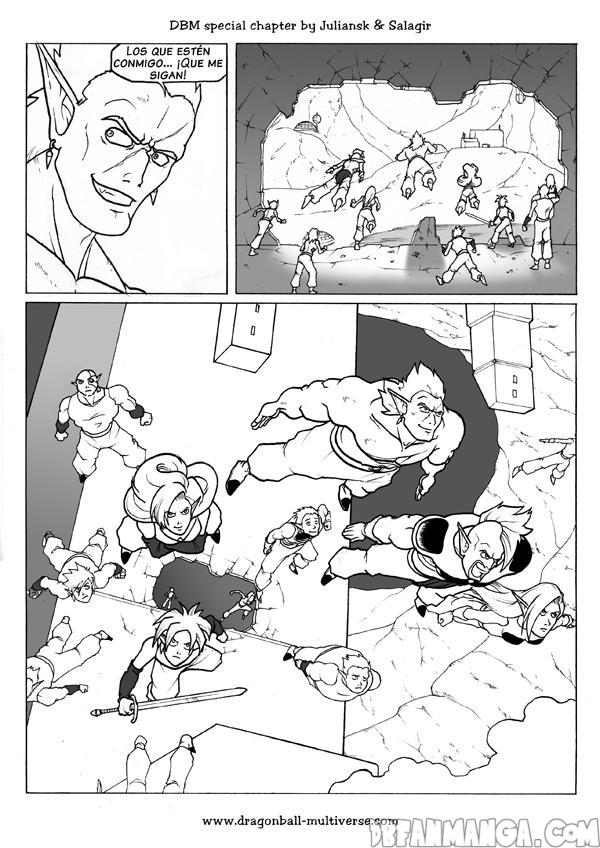 DBM special chapter by Juliansk & Salagir
LOS QUE ESTÉN
CONMIGO... ¡QUE ME
SIGAN!
www.dragonball-multiverse.com
DBFANMANGA.COM